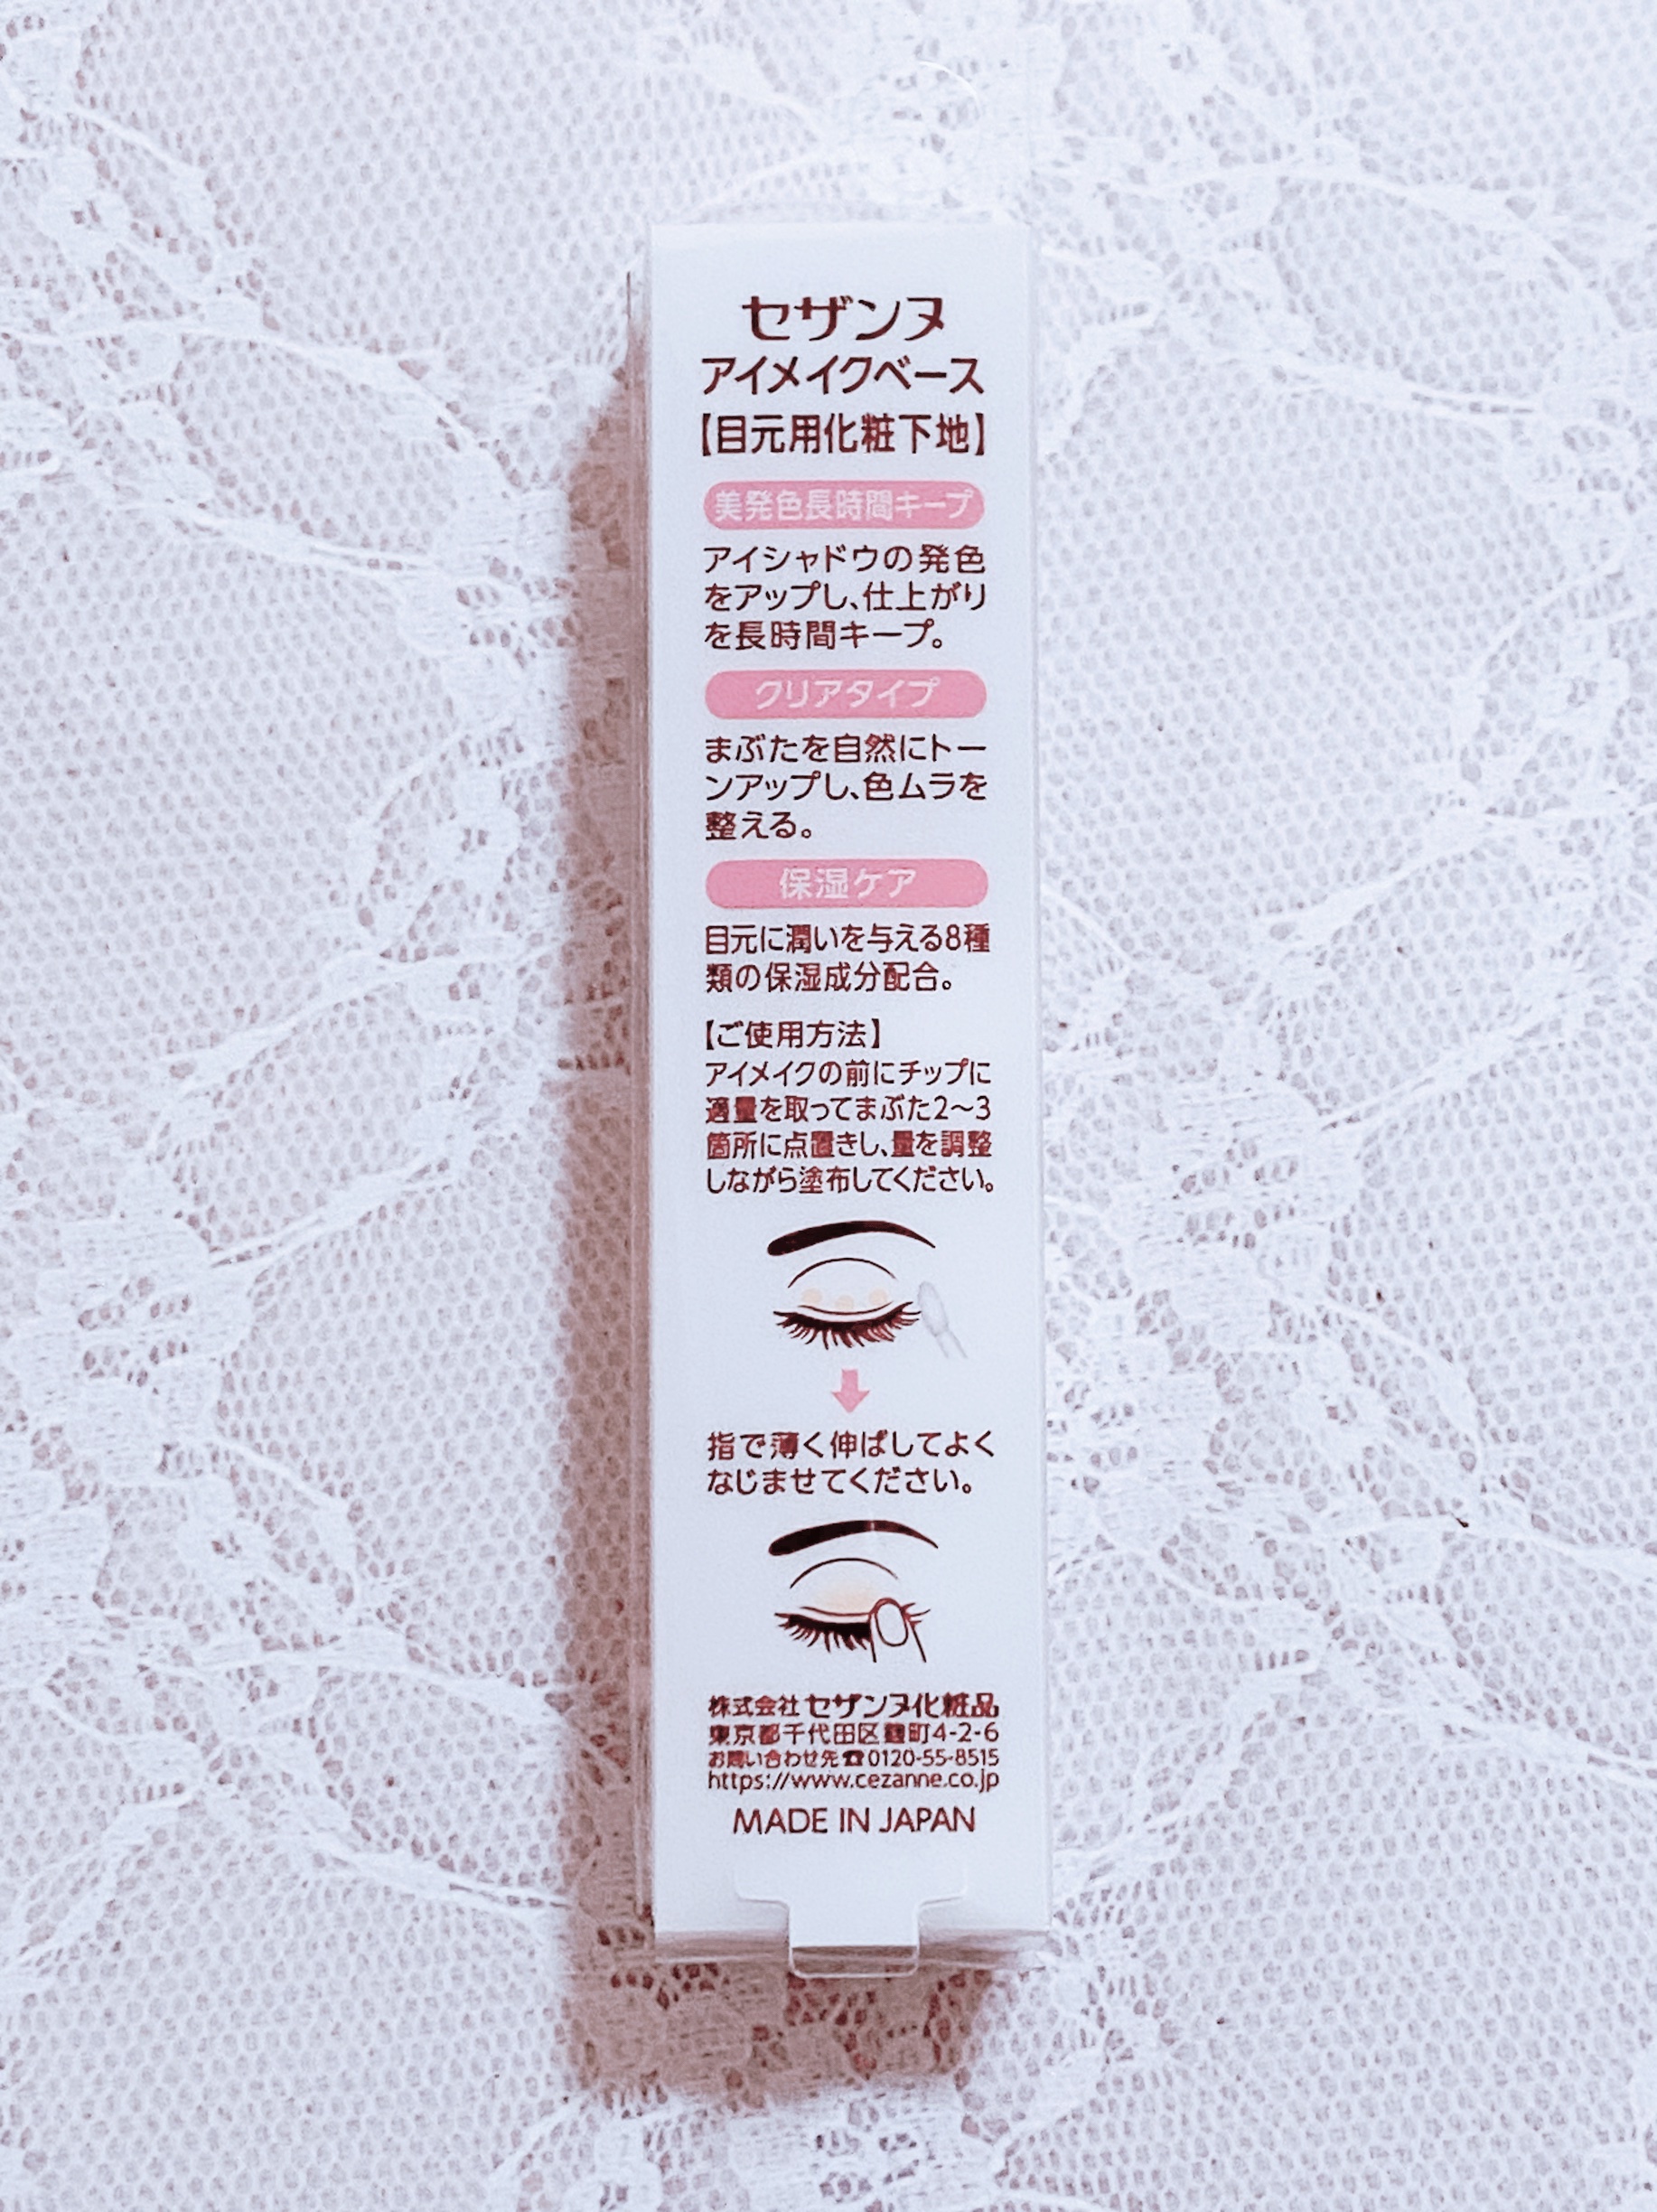 セザンヌ
アイメイクベース
【目元用化粧下地】
美発色長時間キープ
アイシャドウの発色
をアップし、仕上がり
を長時間キープ。
クリアタイプ
まぶたを自然にトー
ンアップし、色ムラを
整える。
保湿ケア
目元に潤いを与える8種
類の保湿成分配合。
【ご使用方法】
アイメイクの前にチップに
適量を取ってまぶた2〜3
箇所に点置きし、量を調整
しながら塗布してください。
指で薄く伸ばしてよく
なじませてください。
株式会社セザンヌ化粧品
東京都千代田区麹町4-2-6
お問い合わせ先☎0120-55-8515
https://www.cezanne.co.jp
MADE IN JAPAN